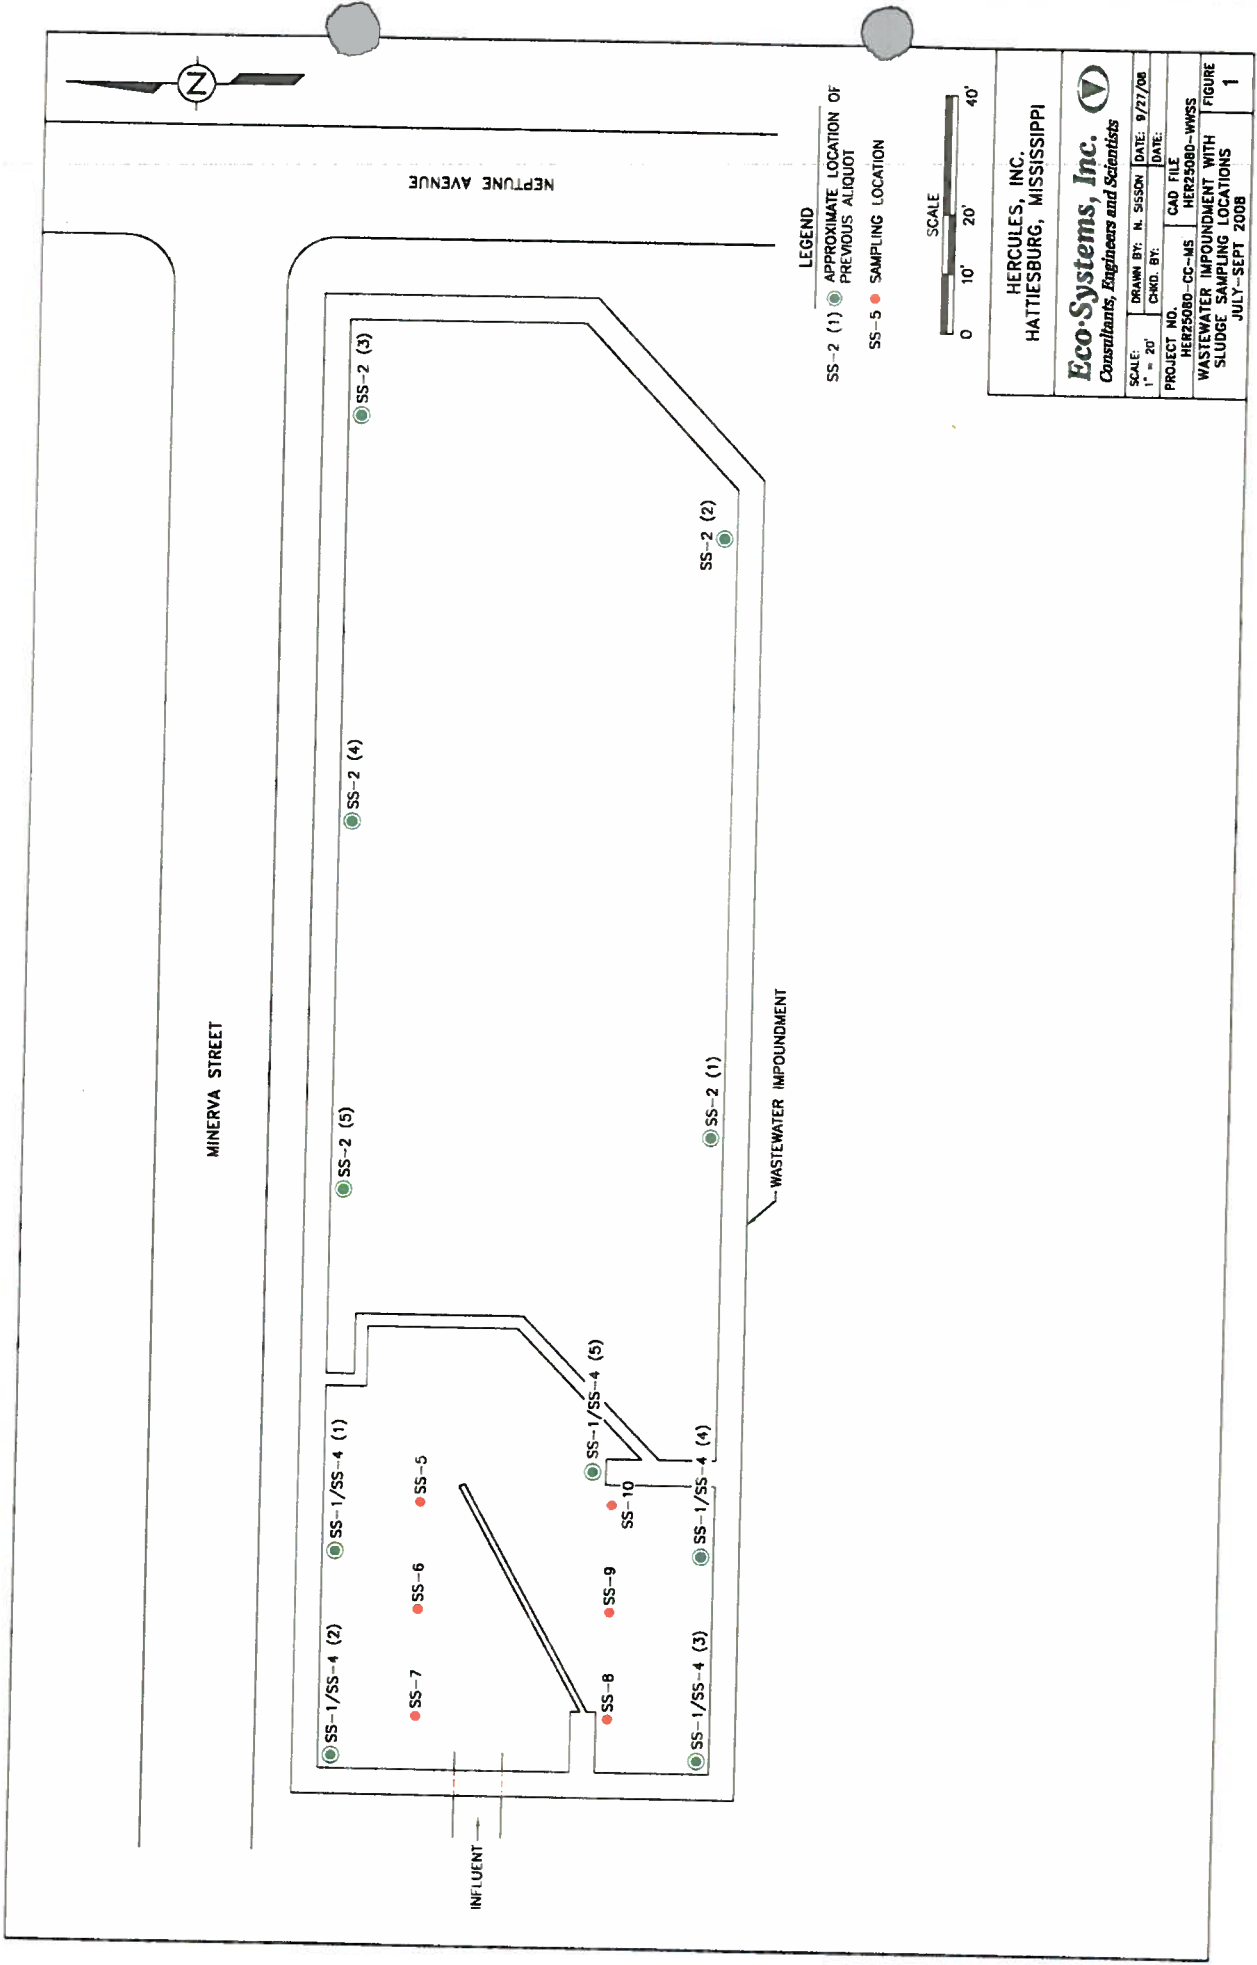 N
NEPTUNE AVENUE
MINERVA STREET
SS-2 (3)
SS-2 (4)
SS-2 (5)
SS-2 (2)
SS-2 (1)
WASTEWATER IMPOUNDMENT
SS-1/SS-4 (1)
SS-1/SS-4 (2)
SS-1/SS-4 (5)
SS-1/SS-4 (4)
SS-1/SS-4 (3)
SS-5
SS-6
SS-7
SS-10
SS-9
SS-8
INFLUENT
LEGEND
SS-2 (1) APPROXIMATE LOCATION OF
PREVIOUS ALIQUOT
SS-5 SAMPLING LOCATION
SCALE
0 10' 20' 40'
HERCULES, INC.
HATTIESBURG, MISSISSIPPI
Eco-Systems, Inc.
Consultants, Engineers and Scientists
SCALE: 1" = 20'
DRAWN BY: N. SISSON DATE: 9/27/08
CHKD. BY: DATE:
PROJECT NO. HER25080-CC-MS
CAD FILE HER25080-WWSS
WASTEWATER IMPOUNDMENT WITH
SLUDGE SAMPLING LOCATIONS
JULY-SEPT 2008
FIGURE
1